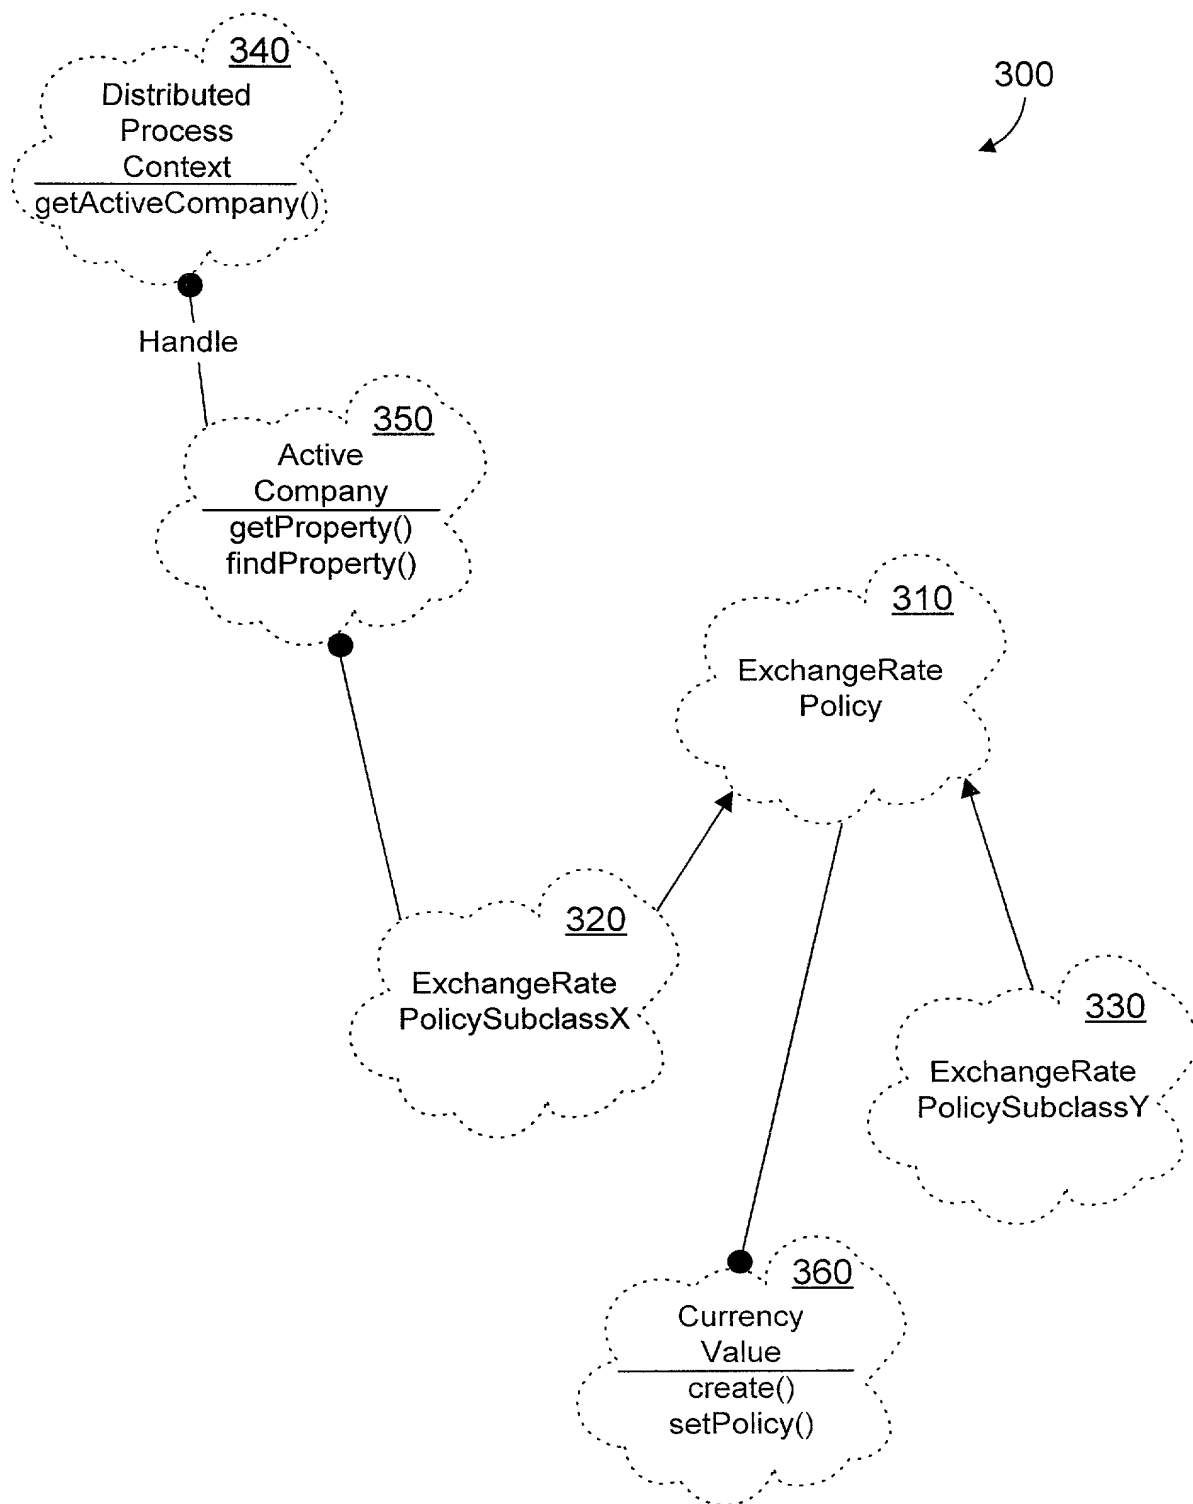 340
Distributed
Process
Context
getActiveCompany()
300
Handle
350
Active
Company
getProperty()
findProperty()
310
ExchangeRate
Policy
320
ExchangeRate
PolicySubclassX
330
ExchangeRate
PolicySubclassY
360
Currency
Value
create()
setPolicy()